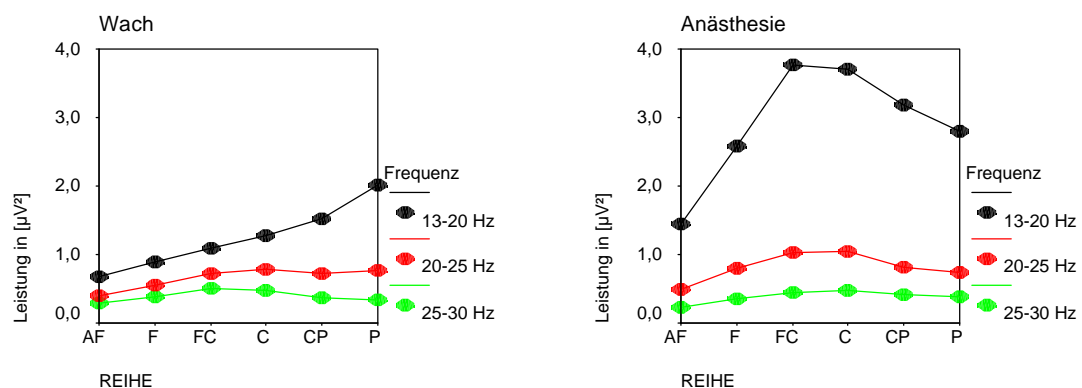 Wach
4,0
3,0
2,0
1,0
0,0
Leistung in [µV²]
AF F FC C CP P
REIHE
Frequenz
13-20 Hz
20-25 Hz
25-30 Hz
Anästhesie
4,0
3,0
2,0
1,0
0,0
Leistung in [µV²]
AF F FC C CP P
REIHE
Frequenz
13-20 Hz
20-25 Hz
25-30 Hz